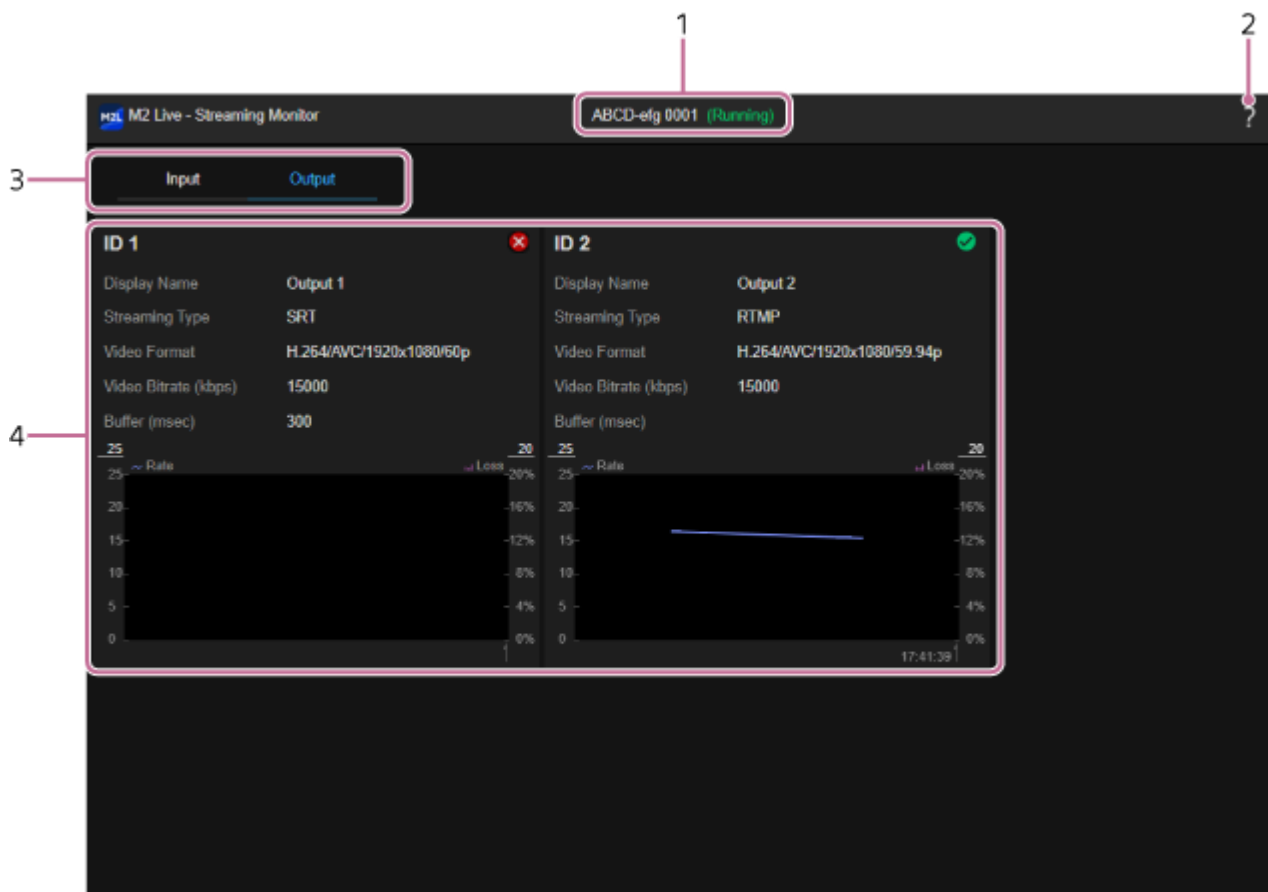 1
2
M2L M2 Live - Streaming Monitor
ABCD-efg 0001 (Running)
?
3
Input Output
4
ID 1
Display Name Output 1
Streaming Type SRT
Video Format H.264/AVC/1920x1080/60p
Video Bitrate (kbps) 15000
Buffer (msec) 300
25 20
Rate Loss
25 20%
20 16%
15 12%
10 8%
5 4%
0 0%
ID 2
Display Name Output 2
Streaming Type RTMP
Video Format H.264/AVC/1920x1080/59.94p
Video Bitrate (kbps) 15000
Buffer (msec)
25 20
Rate Loss
25 20%
20 16%
15 12%
10 8%
5 4%
0 0%
17:41:39